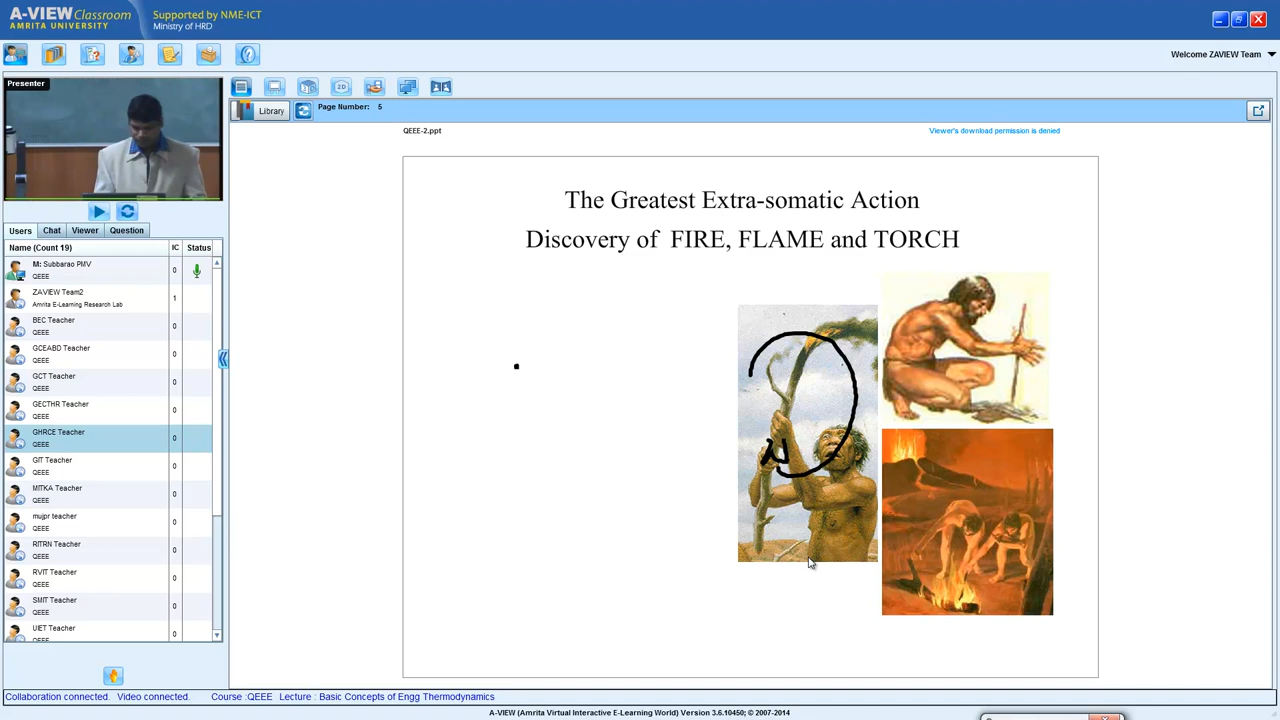 A-VIEW Classroom
AMRITA UNIVERSITY
Supported by NME-ICT
Ministry of HRD
Welcome ZAVIEW Team
Presenter
2D
Library
Page Number: 5
QEEE-2.ppt
Viewer's download permission is denied
The Greatest Extra-somatic Action
Discovery of FIRE, FLAME and TORCH
Users Chat Viewer Question
Name (Count 19) IC Status
M: Subbarao PMV
QEEE
0
ZAVIEW Team2
Amrita E-Learning Research Lab
1
BEC Teacher
QEEE
0
GCEABD Teacher
QEEE
0
GCT Teacher
QEEE
0
GECTHR Teacher
QEEE
0
GHRCE Teacher
QEEE
0
GIT Teacher
QEEE
0
MITKA Teacher
QEEE
0
mujpr teacher
QEEE
0
RITRN Teacher
QEEE
0
RVIT Teacher
QEEE
0
SMIT Teacher
QEEE
0
UIET Teacher
QEEE
0
Collaboration connected. Video connected. Course :QEEE Lecture : Basic Concepts of Engg Thermodynamics
A-VIEW (Amrita Virtual Interactive E-Learning World) Version 3.6.10450; © 2007-2014